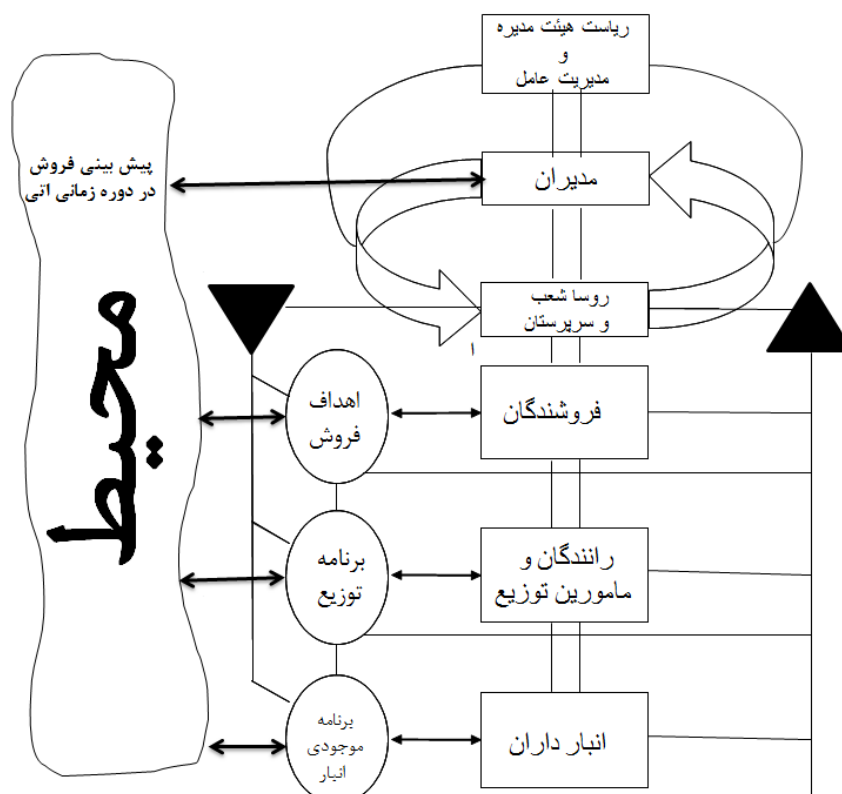 ریاست هیئت مدیره
و
مدیریت عامل
پیش بینی فروش
در دوره زمانی اتی
مدیران
محیط
روسا شعب
و سرپرستان
ا
اهداف
فروش
فروشندگان
برنامه
توزیع
رانندگان و
مامورین توزیع
برنامه
موجودی
انبار
انبار داران